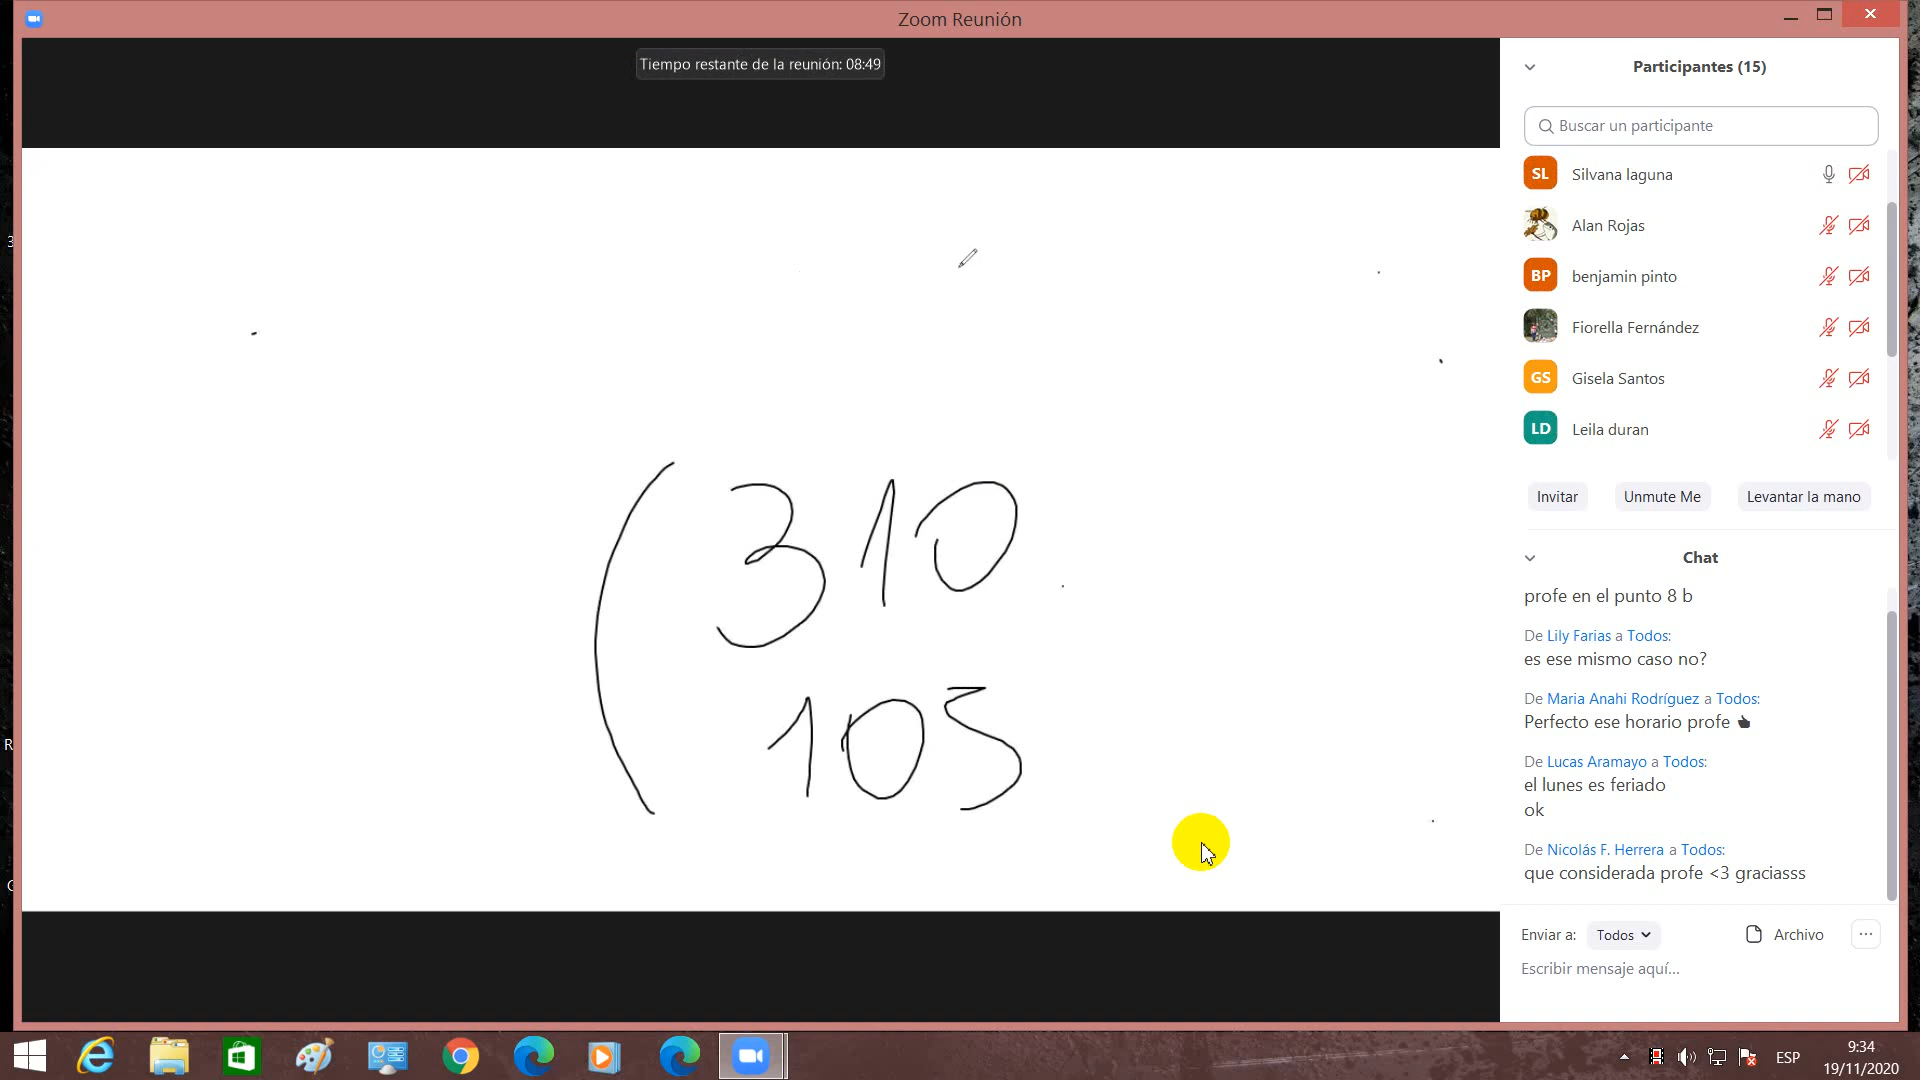 Zoom Reunión
Tiempo restante de la reunión: 08:49
310
103
Participantes (15)
Buscar un participante
SL Silvana laguna
Alan Rojas
BP benjamin pinto
Fiorella Fernández
GS Gisela Santos
LD Leila duran
Invitar Unmute Me Levantar la mano
Chat
profe en el punto 8 b
De Lily Farias a Todos:
es ese mismo caso no?
De Maria Anahi Rodríguez a Todos:
Perfecto ese horario profe
De Lucas Aramayo a Todos:
el lunes es feriado
ok
De Nicolás F. Herrera a Todos:
que considerada profe <3 graciasss
Enviar a: Todos Archivo
Escribir mensaje aquí...
ESP
9:34
19/11/2020